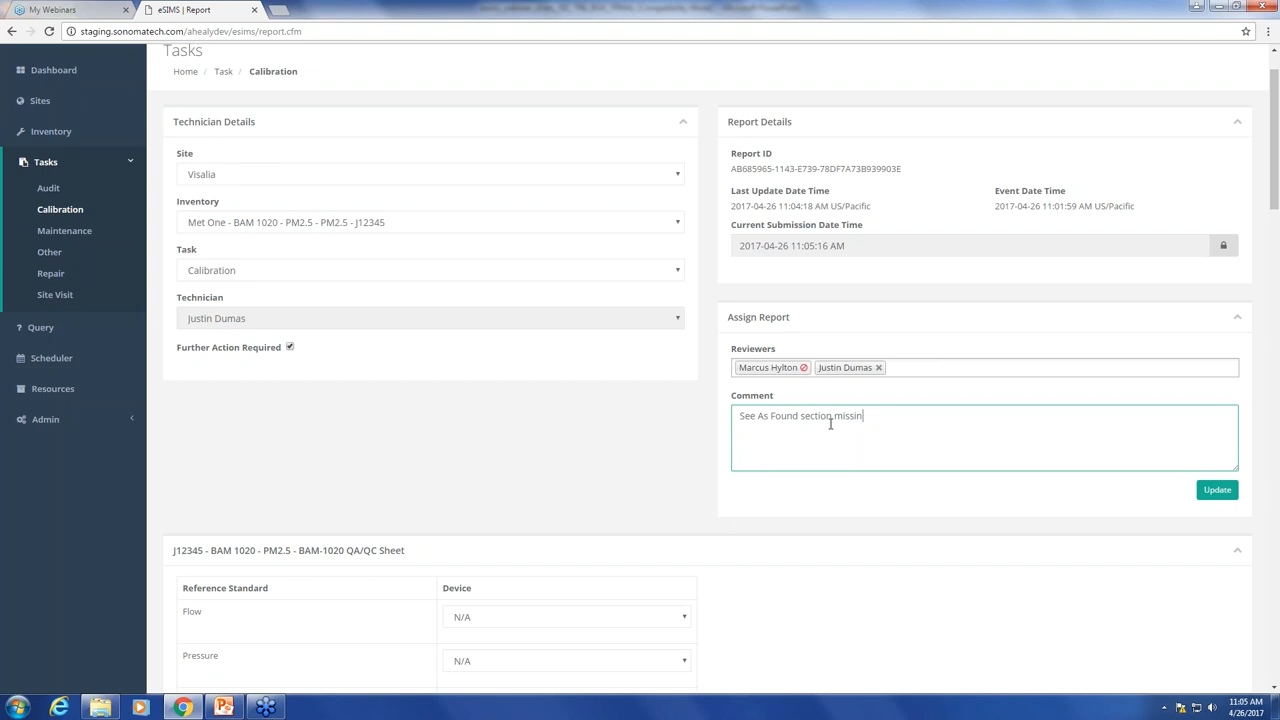 My Webinars
eSIMS | Report
staging.sonomatech.com/ahealydev/esims/report.cfm
Dashboard
Sites
Inventory
Tasks
Audit
Calibration
Maintenance
Other
Repair
Site Visit
? Query
Scheduler
Resources
Admin
Tasks
Home / Task / Calibration
Technician Details
Site
Visalia
Inventory
Met One - BAM 1020 - PM2.5 - PM2.5 - J12345
Task
Calibration
Technician
Justin Dumas
Further Action Required
Report Details
Report ID
AB685965-1143-E739-78DF7A73B939903E
Last Update Date Time
Event Date Time
2017-04-26 11:04:18 AM US/Pacific
2017-04-26 11:01:59 AM US/Pacific
Current Submission Date Time
2017-04-26 11:05:16 AM
Assign Report
Reviewers
Marcus Hylton
Justin Dumas
Comment
See As Found section missin
Update
J12345 - BAM 1020 - PM2.5 - BAM-1020 QA/QC Sheet
Reference Standard
Device
Flow
N/A
Pressure
N/A
11:05 AM
4/26/2017